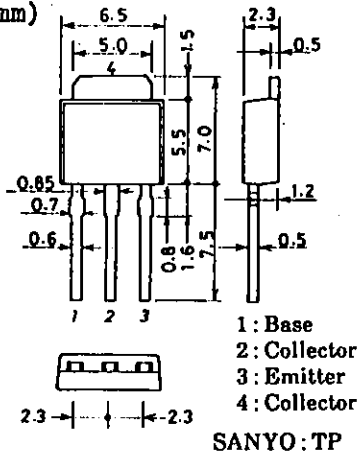 mm)
6.5
5.0
4
1.5
5.5
7.0
2.3
0.5
0.85
0.7
0.6
0.8
1.6
7.5
1.2
0.5
1 2 3
2.3 2.3
1 : Base
2 : Collector
3 : Emitter
4 : Collector
SANYO : TP